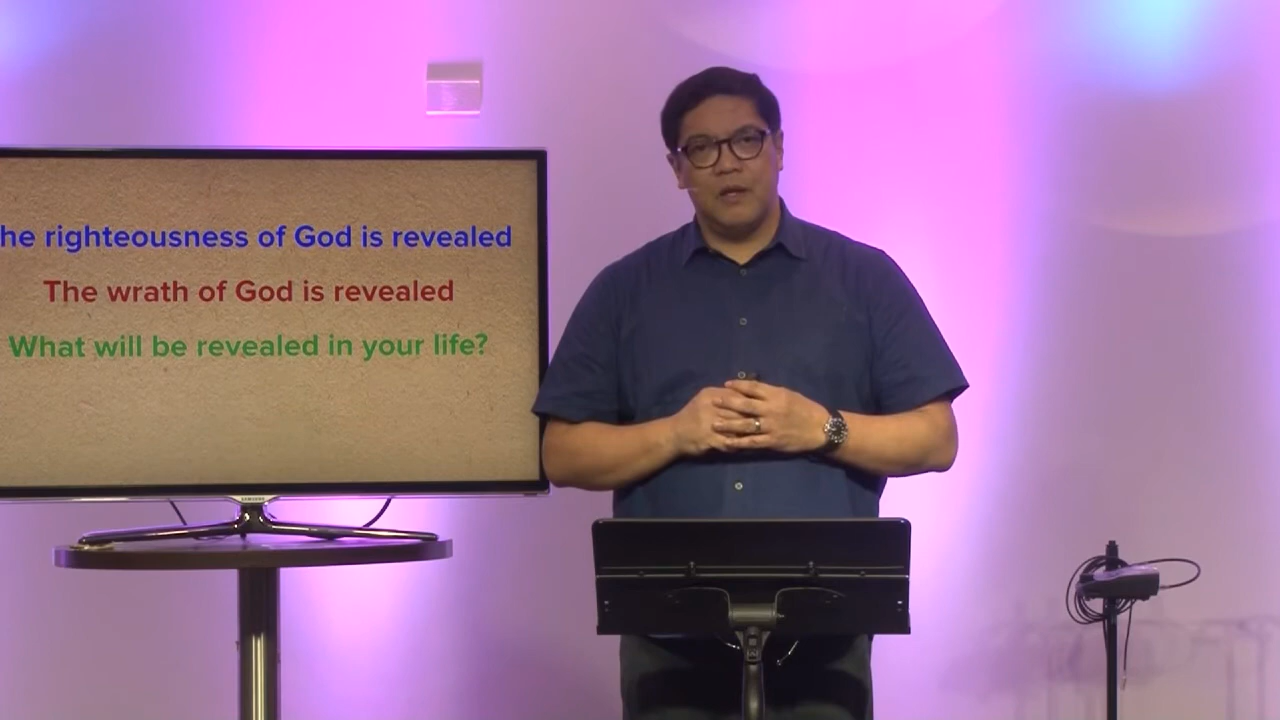 he righteousness of God is revealed
The wrath of God is revealed
What will be revealed in your life?
SAMSUNG